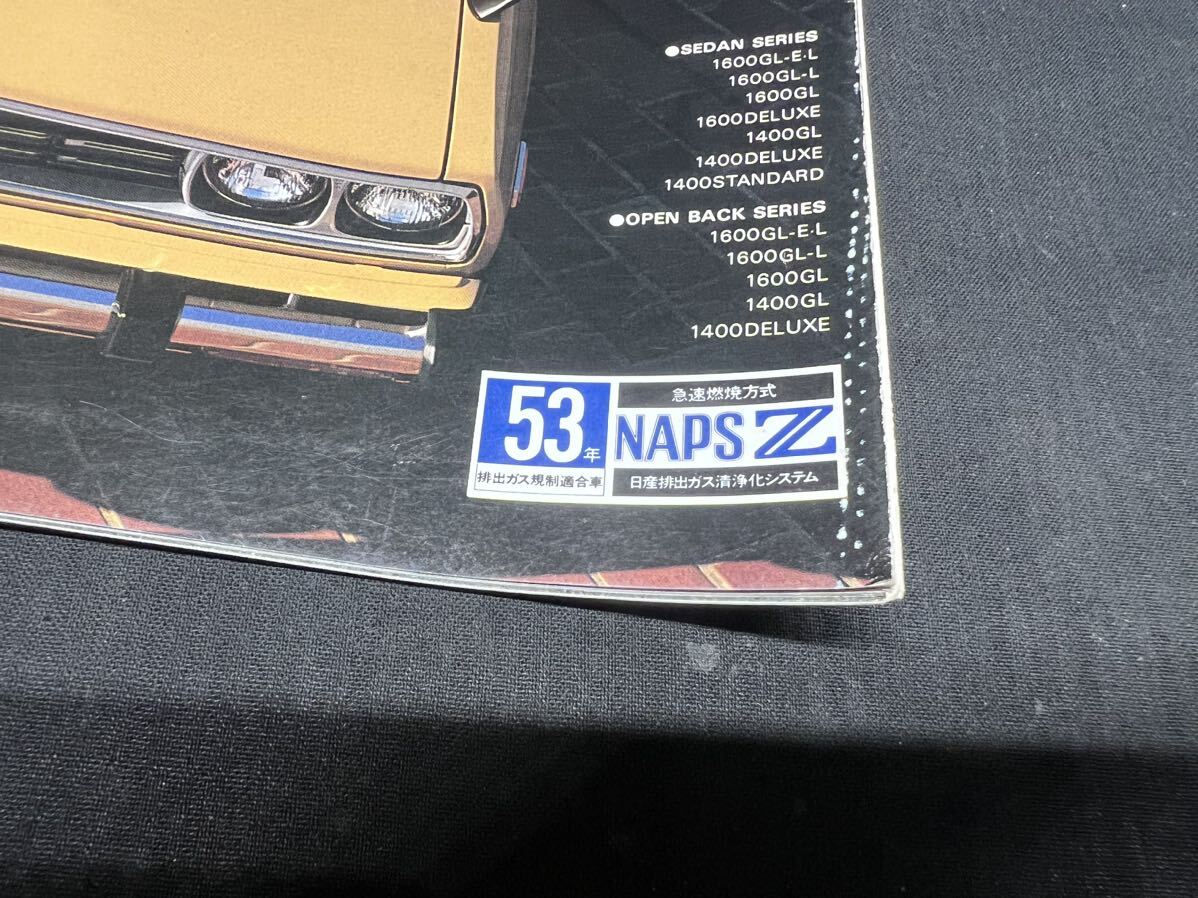 ●SEDAN SERIES
1600GL-E·L
1600GL-L
1600GL
1600DELUXE
1400GL
1400DELUXE
1400STANDARD
●OPEN BACK SERIES
1600GL-E·L
1600GL-L
1600GL
1400GL
1400DELUXE
53年
排出ガス規制適合車
急速燃焼方式
NAPS Z
日産排出ガス清浄化システム